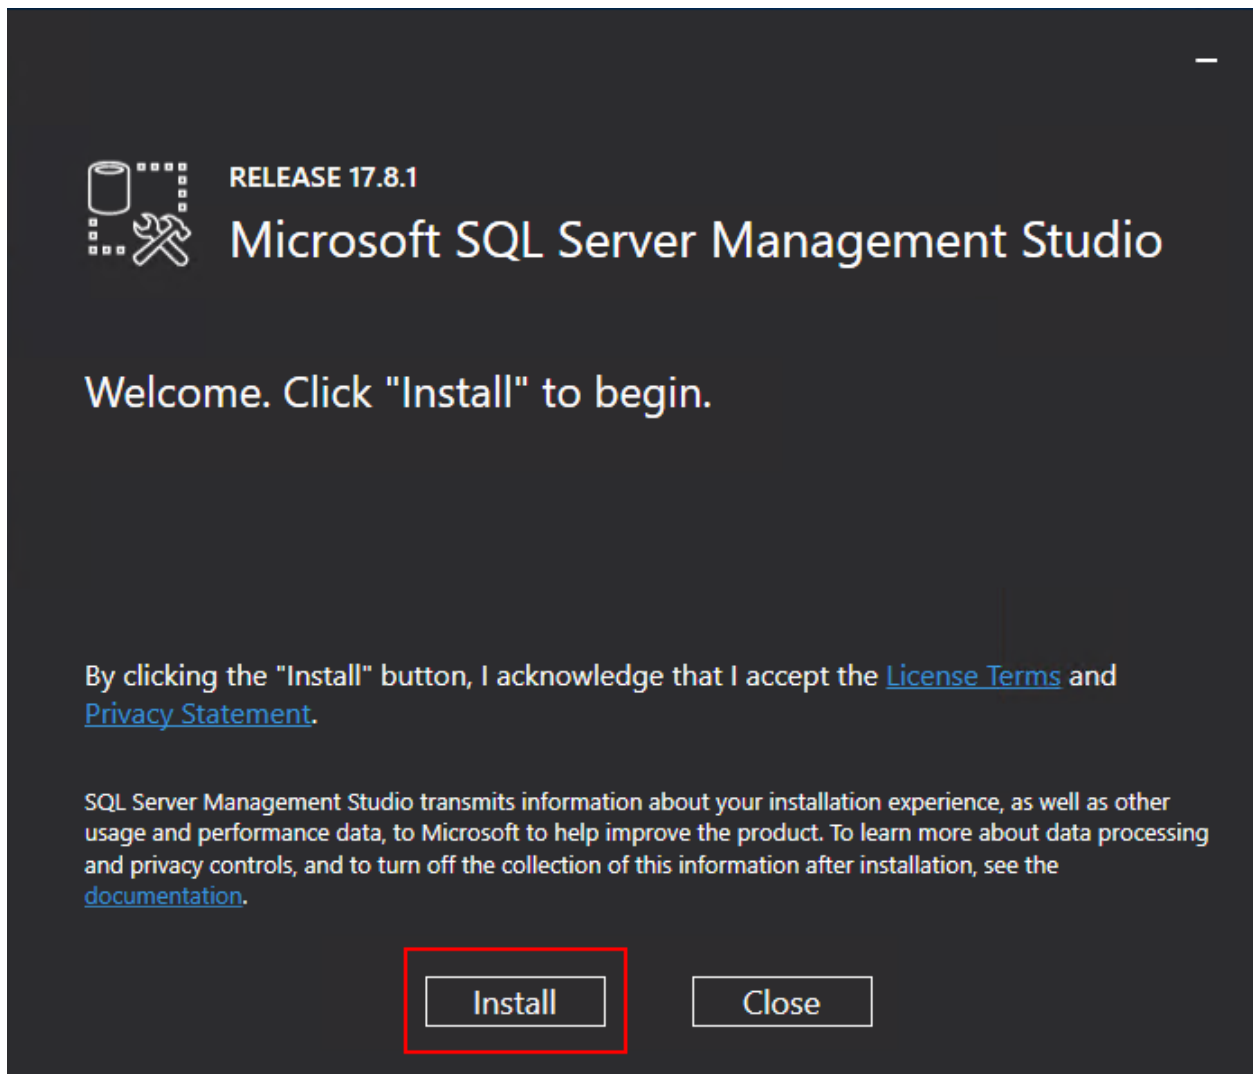 RELEASE 17.8.1
Microsoft SQL Server Management Studio
Welcome. Click "Install" to begin.
By clicking the "Install" button, I acknowledge that I accept the License Terms and
Privacy Statement.
SQL Server Management Studio transmits information about your installation experience, as well as other
usage and performance data, to Microsoft to help improve the product. To learn more about data processing
and privacy controls, and to turn off the collection of this information after installation, see the
documentation.
Install
Close